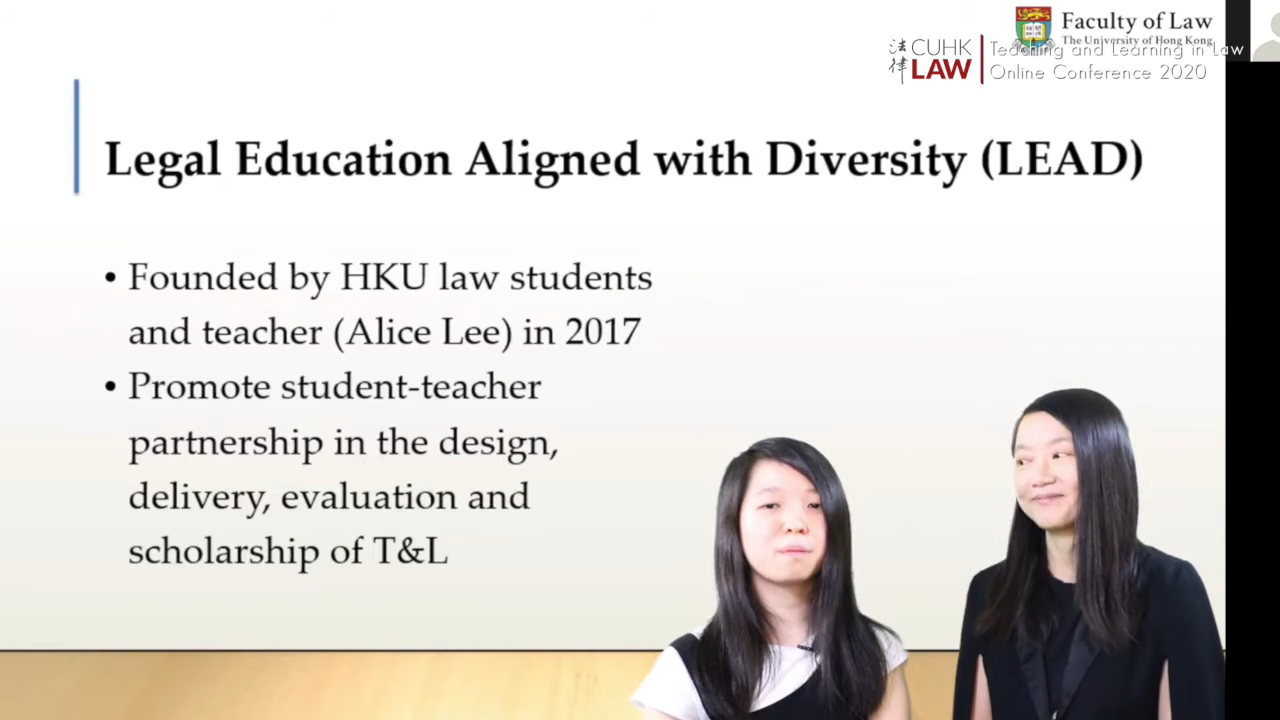 Faculty of Law
The University of Hong Kong
法律
CUHK
LAW
Teaching and Learning in Law
Online Conference 2020
Legal Education Aligned with Diversity (LEAD)
• Founded by HKU law students
and teacher (Alice Lee) in 2017
• Promote student-teacher
partnership in the design,
delivery, evaluation and
scholarship of T&L